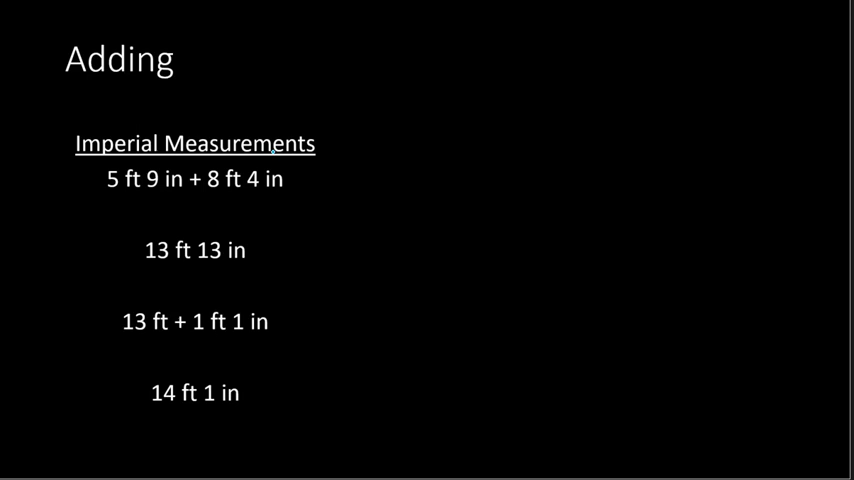 Adding
Imperial Measurements
5 ft 9 in + 8 ft 4 in
13 ft 13 in
13 ft + 1 ft 1 in
14 ft 1 in